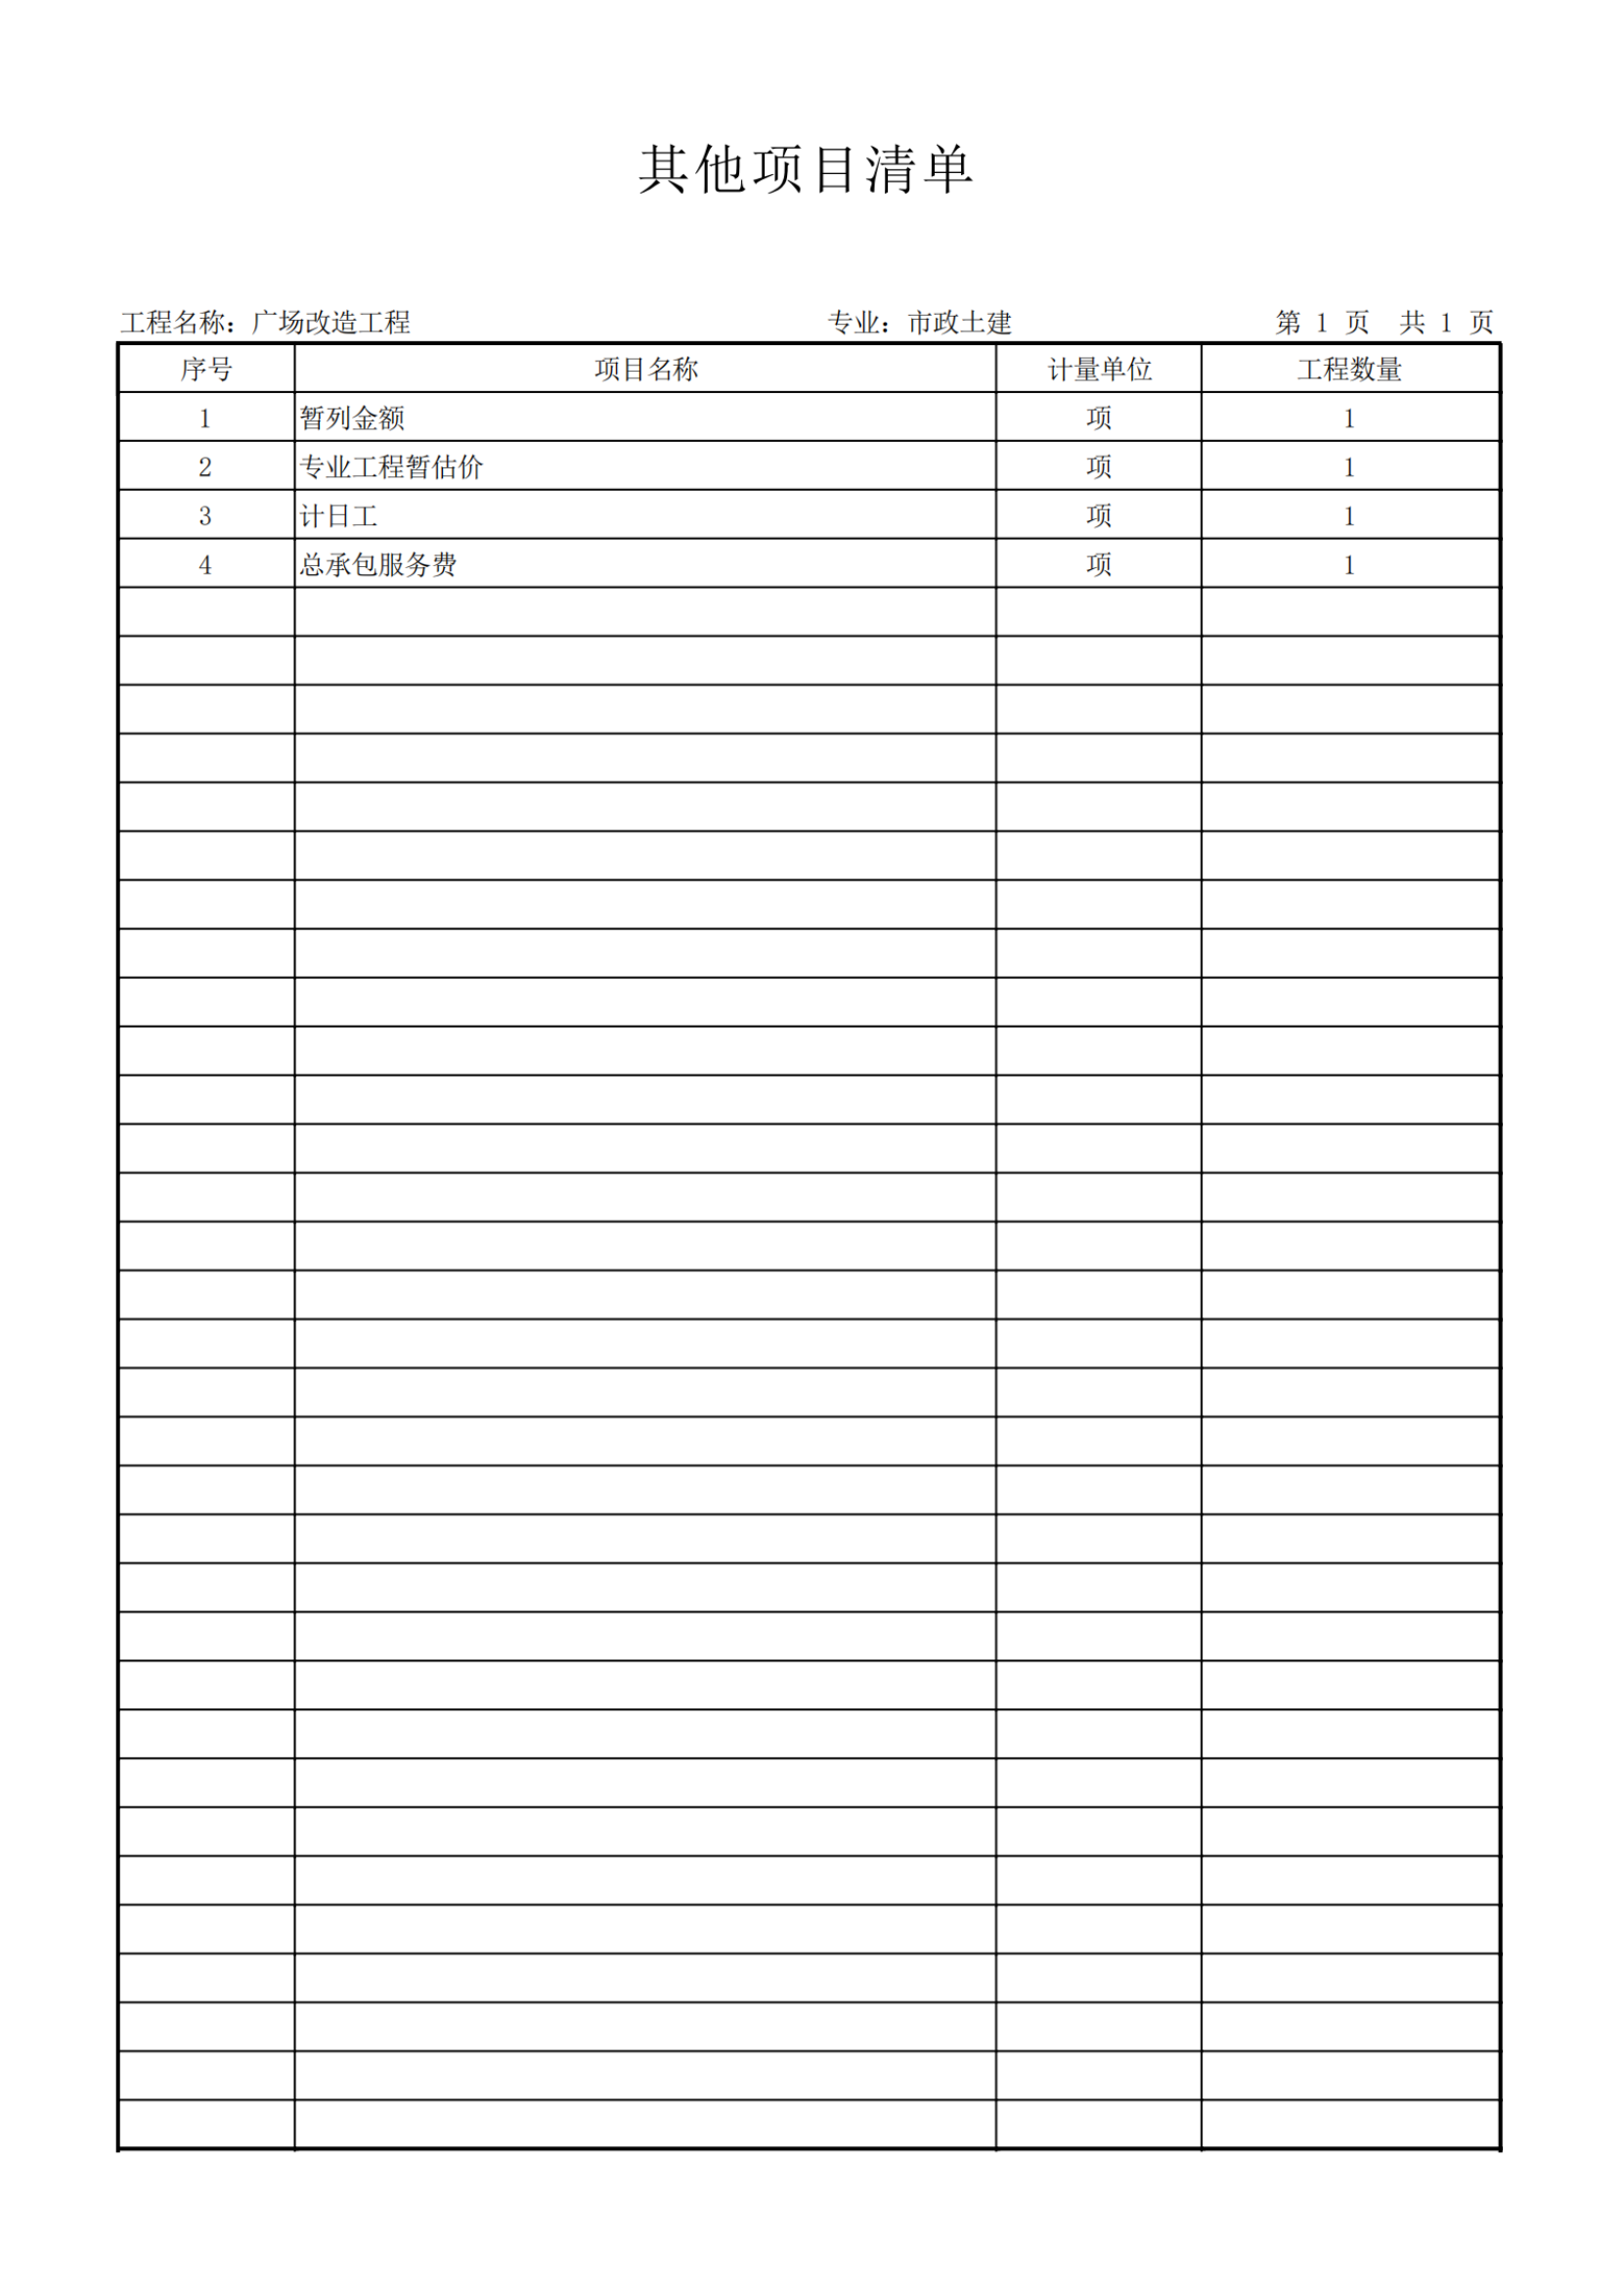 其他项目清单
工程名称：广场改造工程 专业：市政土建 第 1 页 共 1 页
序号 项目名称 计量单位 工程数量
1 暂列金额 项 1
2 专业工程暂估价 项 1
3 计日工 项 1
4 总承包服务费 项 1